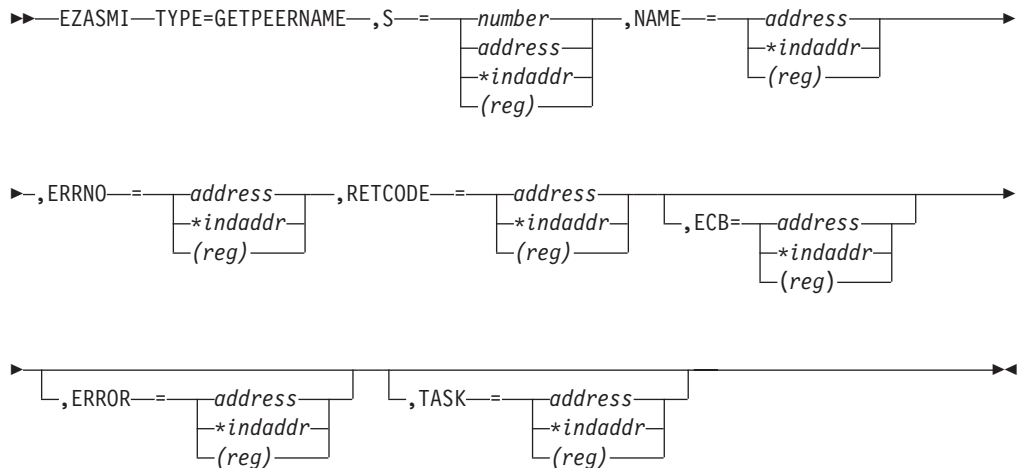 EZASMI TYPE=GETPEERNAME ,S = number ,NAME = address
address *indaddr
*indaddr (reg)
(reg)
,ERRNO = address ,RETCODE = address
*indaddr *indaddr ,ECB= address
(reg) (reg) *indaddr
(reg)
,ERROR = address ,TASK = address
*indaddr *indaddr
(reg) (reg)